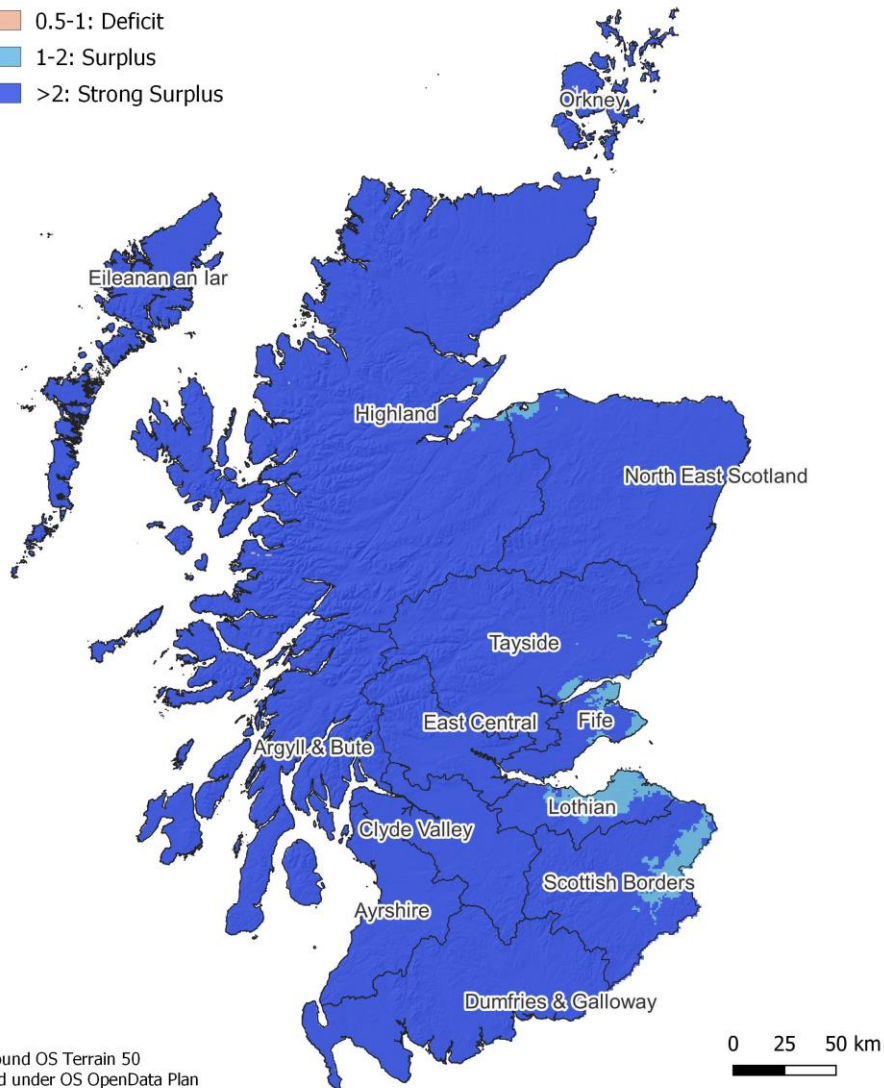 0.5-1: Deficit
1-2: Surplus
>2: Strong Surplus
Orkney
Eileanan an Iar
Highland
North East Scotland
Tayside
East Central
Fife
Argyll & Bute
Lothian
Clyde Valley
Scottish Borders
Ayrshire
Dumfries & Galloway
0 25 50 km
OS Terrain 50
under OS OpenData Plan